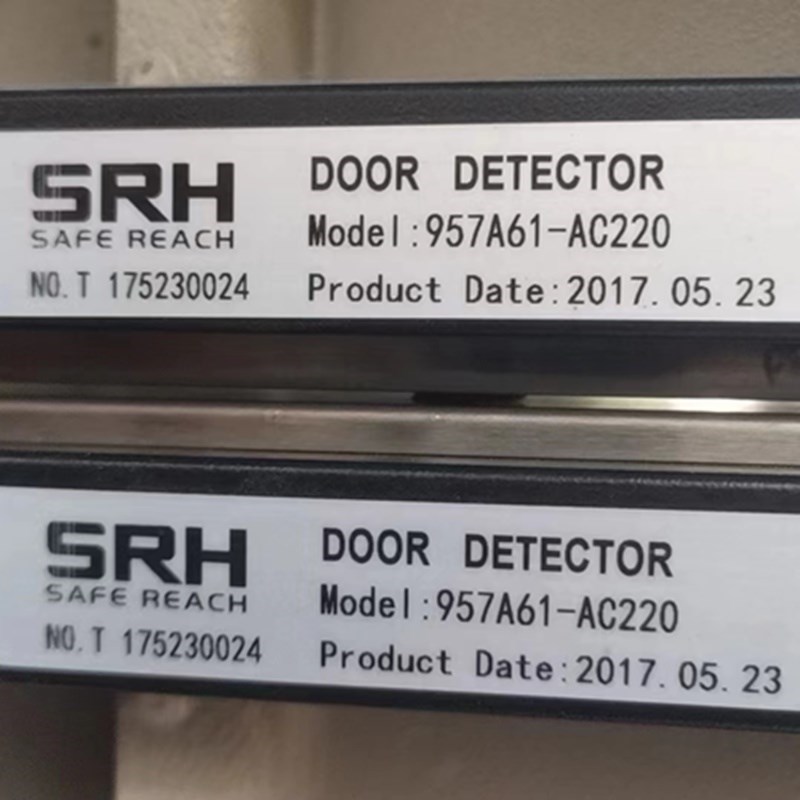 SRH
SAFE REACH
NO. T 175230024
DOOR DETECTOR
Model:957A61-AC220
Product Date:2017.05.23
SRH
SAFE REACH
NO. T 175230024
DOOR DETECTOR
Model:957A61-AC220
Product Date:2017.05.23